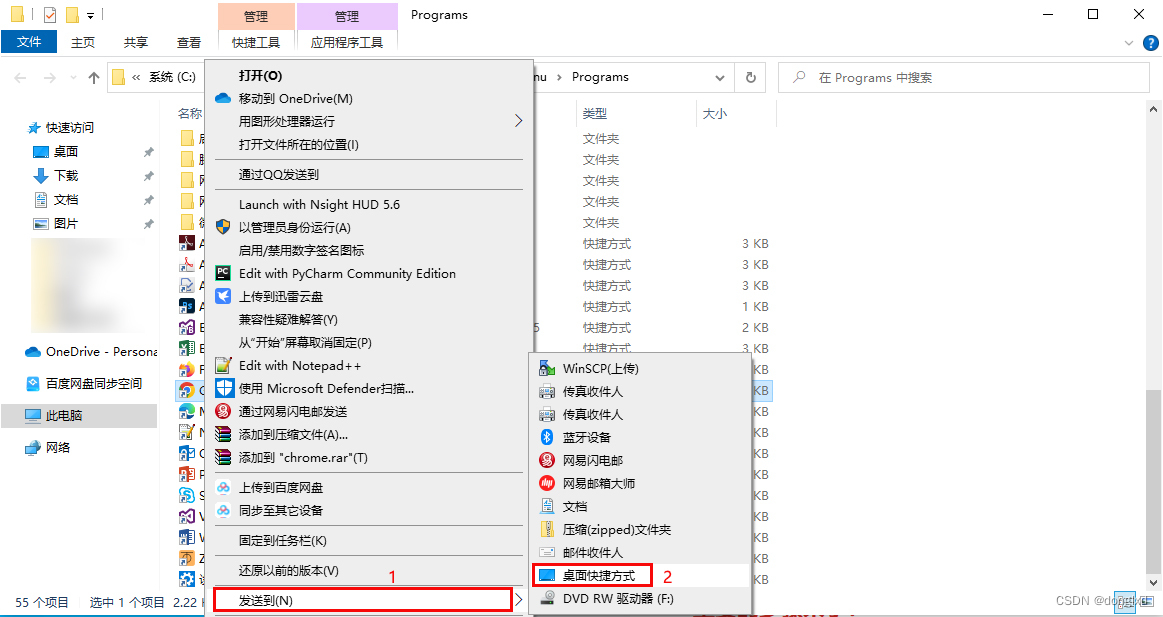 管理
管理
Programs
文件
主页
共享
查看
快捷工具
应用程序工具
« 系统 (C:)
nu › Programs
在 Programs 中搜索
名称
类型
大小
快速访问
桌面
下载
文档
图片
OneDrive - Persona
百度网盘同步空间
此电脑
网络
打开(O)
移动到 OneDrive(M)
用图形处理器运行
打开文件所在的位置(I)
通过QQ发送到
Launch with Nsight HUD 5.6
以管理员身份运行(A)
启用/禁用数字签名图标
Edit with PyCharm Community Edition
上传到迅雷云盘
兼容性疑难解答(Y)
从"开始"屏幕取消固定(P)
Edit with Notepad++
使用 Microsoft Defender扫描...
通过网易闪电邮发送
添加到压缩文件(A)...
添加到 "chrome.rar"(T)
上传到百度网盘
同步至其它设备
固定到任务栏(K)
还原以前的版本(V)
1
发送到(N)
文件夹
文件夹
文件夹
文件夹
文件夹
快捷方式 3 KB
快捷方式 3 KB
快捷方式 3 KB
快捷方式 1 KB
5 快捷方式 2 KB
快捷方式 3 KB
KB
KB
KB
KB
KB
KB
KB
KB
KB
KB
WinSCP(上传)
传真收件人
传真收件人
蓝牙设备
网易闪电邮
网易邮箱大师
文档
压缩(zipped)文件夹
邮件收件人
桌面快捷方式 2
DVD RW 驱动器 (F:)
55 个项目 选中 1 个项目 2.22